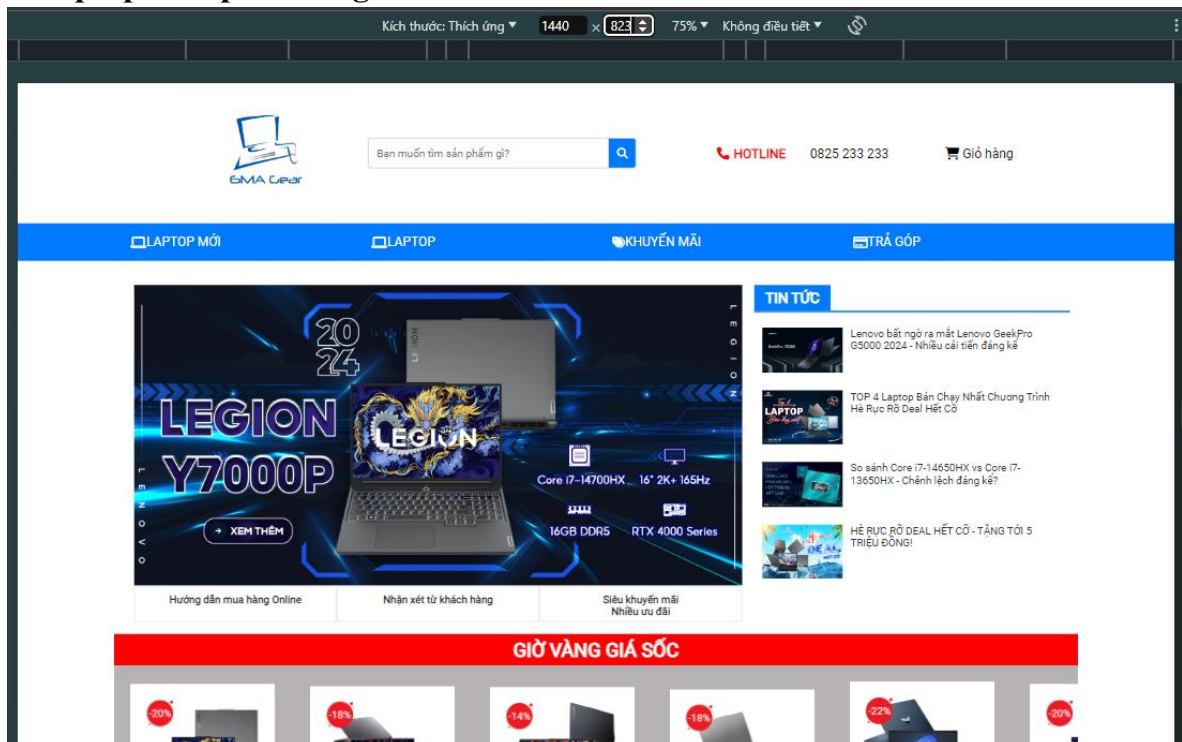 Kích thước: Thích ứng 1440 × 823 75% Không điều tiết
6MA Gear
Bạn muốn tìm sản phẩm gì?
HOTLINE 0825 233 233 Giỏ hàng
LAPTOP MỚI LAPTOP KHUYẾN MÃI TRẢ GÓP
2024
LEGION
Y7000P
XEM THÊM
LENOVO
LEGION
LEGION
Core i7-14700HX 16" 2K+ 165Hz
16GB DDR5 RTX 4000 Series
TIN TỨC
Lenovo bất ngờ ra mắt Lenovo GeekPro
G5000 2024 - Nhiều cải tiến đáng kể
TOP 4 Laptop Bán Chạy Nhất Chương Trình
Hè Rực Rỡ Deal Hết Cỡ
LAPTOP
So sánh Core i7-14650HX vs Core i7-
13650HX - Chênh lệch đáng kể?
HÈ RỰC RỠ DEAL HẾT CỠ - TẶNG TỚI 5
TRIỆU ĐỒNG!
DEAL
Hướng dẫn mua hàng Online
Nhận xét từ khách hàng
Siêu khuyến mãi
Nhiều ưu đãi
GIỜ VÀNG GIÁ SỐC
-20% -18% -14% -18% -22% -20%